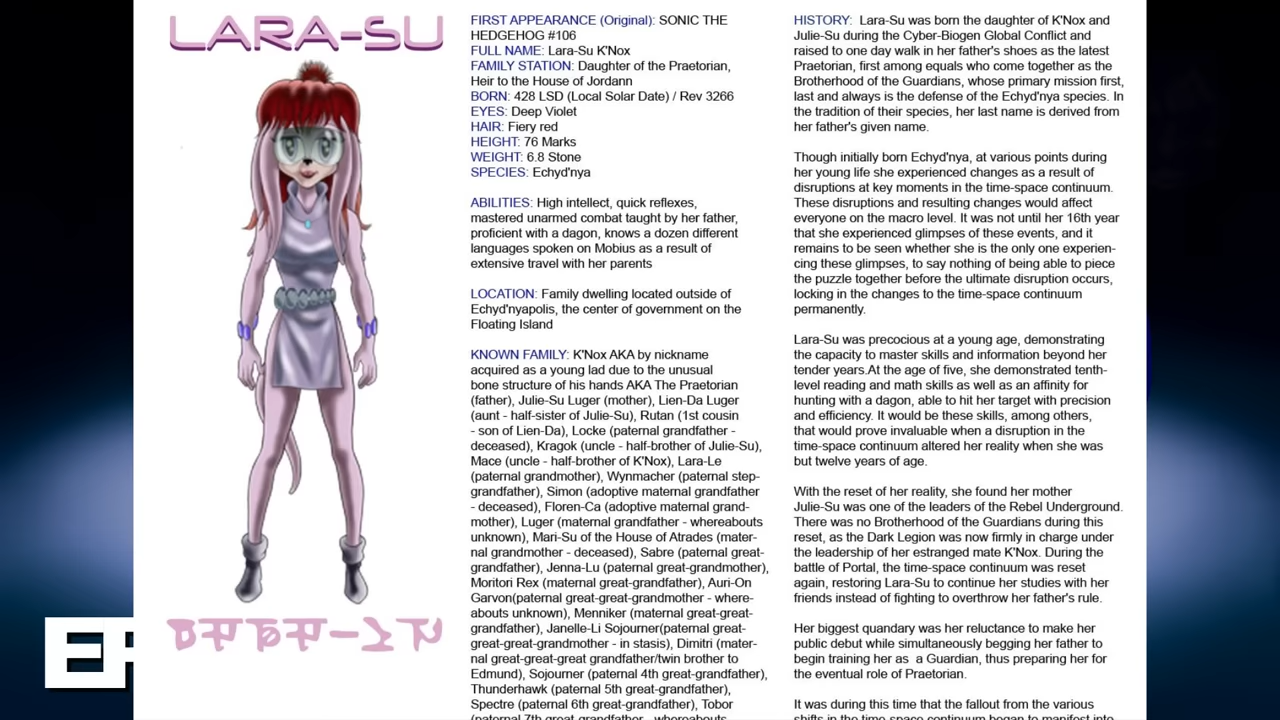 LARA-SU
FIRST APPEARANCE (Original): SONIC THE
HEDGEHOG #106
FULL NAME: Lara-Su K'Nox
FAMILY STATION: Daughter of the Praetorian,
Heir to the House of Jordann
BORN: 428 LSD (Local Solar Date) / Rev 3266
EYES: Deep Violet
HAIR: Fiery red
HEIGHT: 76 Marks
WEIGHT: 6.8 Stone
SPECIES: Echyd'nya
ABILITIES: High intellect, quick reflexes,
mastered unarmed combat taught by her father,
proficient with a dagon, knows a dozen different
languages spoken on Mobius as a result of
extensive travel with her parents
LOCATION: Family dwelling located outside of
Echyd'nyapolis, the center of government on the
Floating Island
KNOWN FAMILY: K'Nox AKA by nickname
acquired as a young lad due to the unusual
bone structure of his hands AKA The Praetorian
(father), Julie-Su Luger (mother), Lien-Da Luger
(aunt - half-sister of Julie-Su), Rutan (1st cousin
- son of Lien-Da), Locke (paternal grandfather -
deceased), Kragok (uncle - half-brother of Julie-Su),
Mace (uncle - half-brother of K'Nox), Lara-Le
(paternal grandmother), Wynmacher (paternal step-
grandfather), Simon (adoptive maternal grandfather
- deceased), Floren-Ca (adoptive maternal grand-
mother), Luger (maternal grandfather - whereabouts
unknown), Mari-Su of the House of Atrades (mater-
nal grandmother - deceased), Sabre (paternal great-
grandfather), Jenna-Lu (paternal great-grandmother),
Moritori Rex (maternal great-grandfather), Auri-On
Garvon(paternal great-grandmother - where-
abouts unknown), Menniker (maternal great-great-
grandfather), Janelle-Li Sojourner(paternal great-
great-great-grandmother - in stasis), Dimitri (mater-
nal great-great-great grandfather/twin brother to
Edmund), Sojourner (paternal 4th great-grandfather),
Thunderhawk (paternal 5th great-grandfather),
Spectre (paternal 6th great-grandfather), Tobor
(paternal 7th great-grandfather - whereabouts
HISTORY: Lara-Su was born the daughter of K'Nox and
Julie-Su during the Cyber-Biogen Global Conflict and
raised to one day walk in her father's shoes as the latest
Praetorian, first among equals who come together as the
Brotherhood of the Guardians, whose primary mission first,
last and always is the defense of the Echyd'nya species. In
the tradition of their species, her last name is derived from
her father's given name.
Though initially born Echyd'nya, at various points during
her young life she experienced changes as a result of
disruptions at key moments in the time-space continuum.
These disruptions and resulting changes would affect
everyone on the macro level. It was not until her 16th year
that she experienced glimpses of these events, and it
remains to be seen whether she is the only one experien-
cing these glimpses, to say nothing of being able to piece
the puzzle together before the ultimate disruption occurs,
locking in the changes to the time-space continuum
permanently.
Lara-Su was precocious at a young age, demonstrating
the capacity to master skills and information beyond her
tender years.At the age of five, she demonstrated tenth-
level reading and math skills as well as an affinity for
hunting with a dagon, able to hit her target with precision
and efficiency. It would be these skills, among others,
that would prove invaluable when a disruption in the
time-space continuum altered her reality when she was
but twelve years of age.
With the reset of her reality, she found her mother
Julie-Su was one of the leaders of the Rebel Underground.
There was no Brotherhood of the Guardians during this
reset, as the Dark Legion was now firmly in charge under
the leadership of her estranged mate K'Nox. During the
battle of Portal, the time-space continuum was reset
again, restoring Lara-Su to continue her studies with her
friends instead of fighting to overthrow her father's rule.
Her biggest quandary was her reluctance to make her
public debut while simultaneously begging her father to
begin training her as a Guardian, thus preparing her for
the eventual role of Praetorian.
It was during this time that the fallout from the various
shifts in the time-space continuum began to manifest into